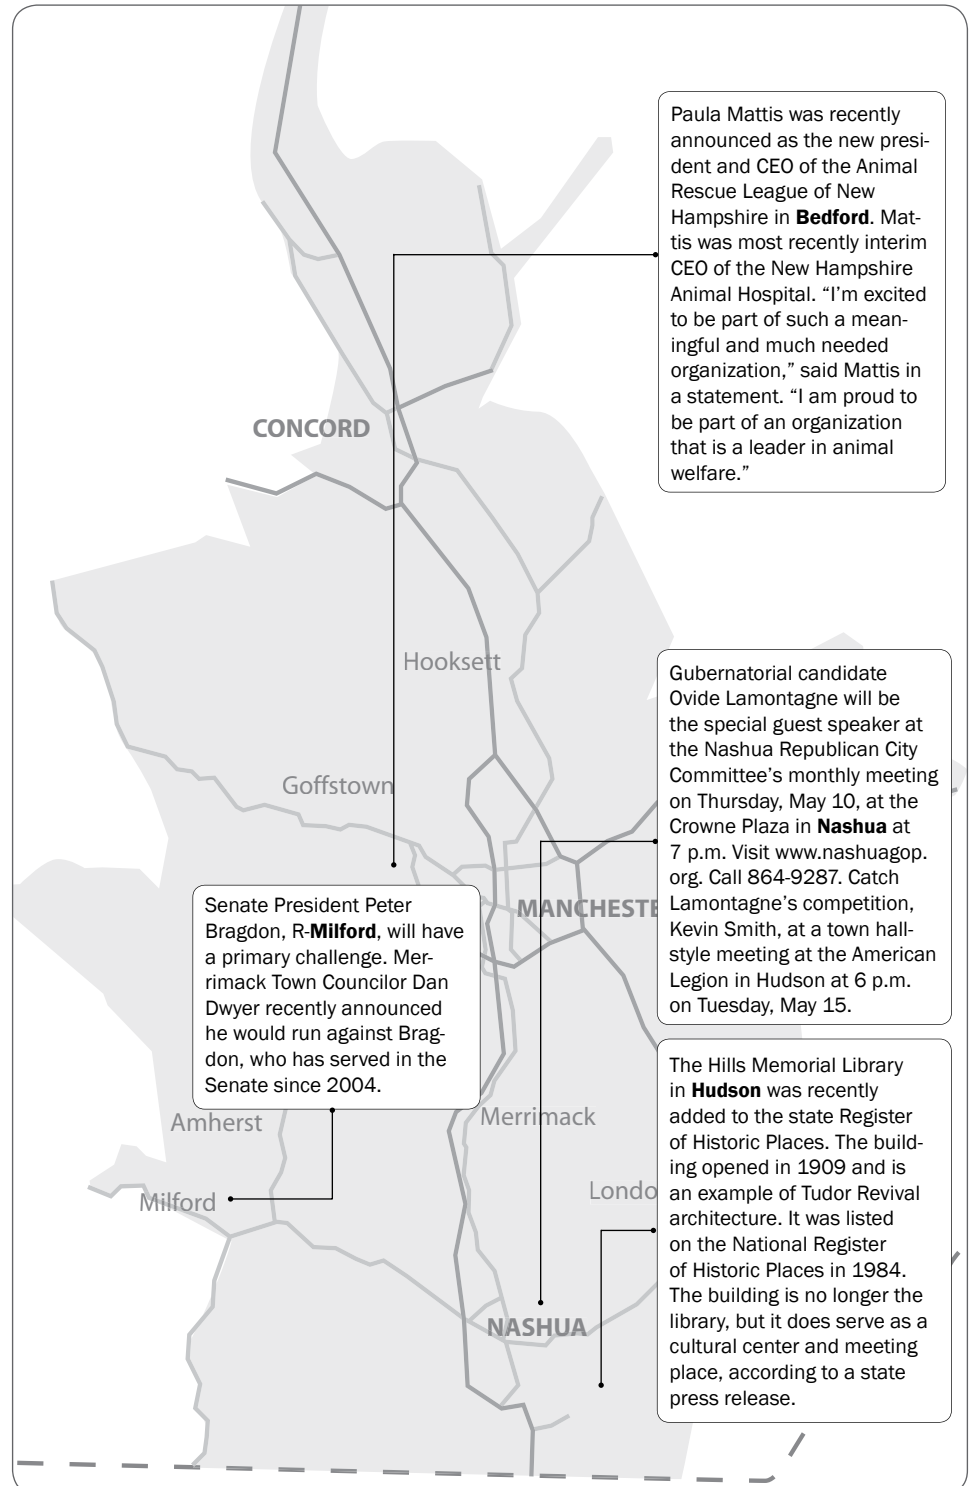 Paula Mattis was recently
announced as the new presi-
dent and CEO of the Animal
Rescue League of New
Hampshire in Bedford. Mat-
tis was most recently interim
CEO of the New Hampshire
Animal Hospital. “I’m excited
to be part of such a mean-
ingful and much needed
organization,” said Mattis in
a statement. “I am proud to
be part of an organization
that is a leader in animal
welfare.”
CONCORD
Hooksett
Goffstown
Gubernatorial candidate
Ovide Lamontagne will be
the special guest speaker at
the Nashua Republican City
Committee’s monthly meeting
on Thursday, May 10, at the
Crowne Plaza in Nashua at
7 p.m. Visit www.nashuagop.
org. Call 864-9287. Catch
Lamontagne’s competition,
Kevin Smith, at a town hall-
style meeting at the American
Legion in Hudson at 6 p.m.
on Tuesday, May 15.
MANCHESTE
Senate President Peter
Bragdon, R-Milford, will have
a primary challenge. Mer-
rimack Town Councilor Dan
Dwyer recently announced
he would run against Brag-
don, who has served in the
Senate since 2004.
The Hills Memorial Library
in Hudson was recently
added to the state Register
of Historic Places. The build-
ing opened in 1909 and is
an example of Tudor Revival
architecture. It was listed
on the National Register
of Historic Places in 1984.
The building is no longer the
library, but it does serve as a
cultural center and meeting
place, according to a state
press release.
Amherst
Merrimack
Milford
Londo
NASHUA